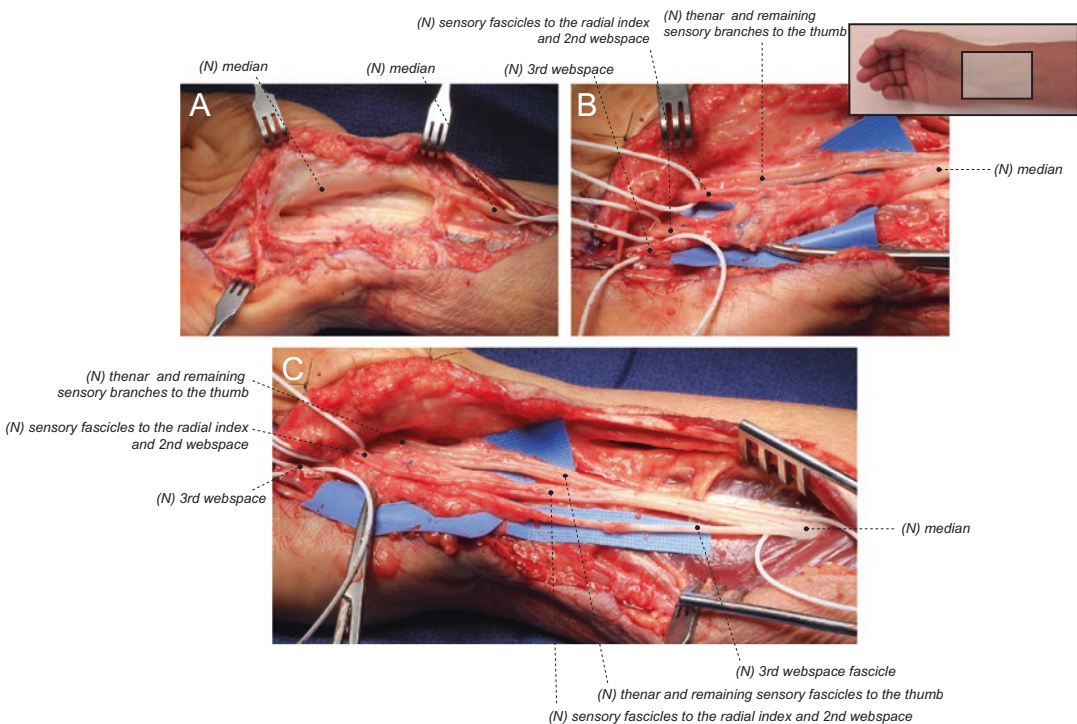 (N) sensory fascicles to the radial index
and 2nd webspace
(N) thenar and remaining
sensory branches to the thumb
(N) median
(N) median
(N) 3rd webspace
A
B
(N) median
C
(N) thenar and remaining
sensory branches to the thumb
(N) sensory fascicles to the radial index
and 2nd webspace
(N) 3rd webspace
(N) median
(N) 3rd webspace fascicle
(N) thenar and remaining sensory fascicles to the thumb
(N) sensory fascicles to the radial index and 2nd webspace